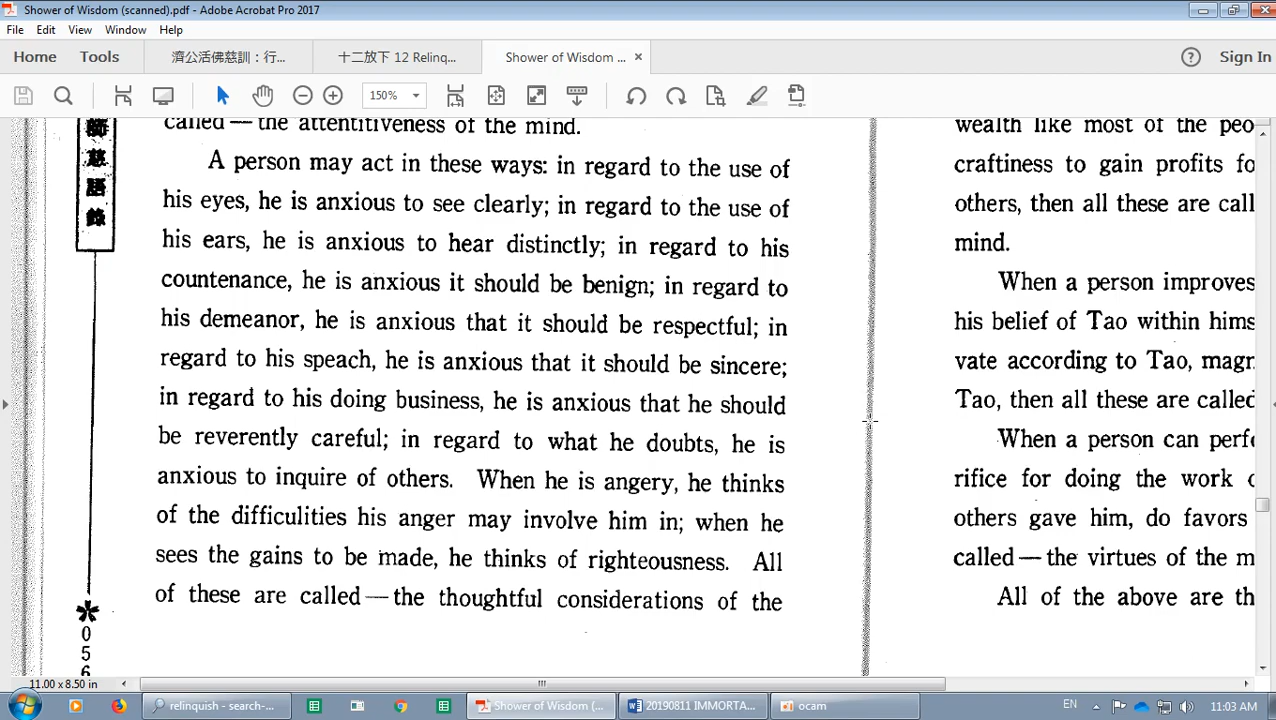 Shower of Wisdom (scanned).pdf - Adobe Acrobat Pro 2017
File Edit View Window Help
Home Tools 濟公活佛慈訓：行... 十二放下 12 Relinq... Shower of Wisdom ... × ? Sign In
150%
師慈語錄
called—the attentitiveness of the mind.
A person may act in these ways: in regard to the use of
his eyes, he is anxious to see clearly; in regard to the use of
his ears, he is anxious to hear distinctly; in regard to his
countenance, he is anxious it should be benign; in regard to
his demeanor, he is anxious that it should be respectful; in
regard to his speach, he is anxious that it should be sincere;
in regard to his doing business, he is anxious that he should
be reverently careful; in regard to what he doubts, he is
anxious to inquire of others. When he is angery, he thinks
of the difficulities his anger may involve him in; when he
sees the gains to be made, he thinks of righteousness. All
of these are called—the thoughtful considerations of the
056
wealth like most of the peo
craftiness to gain profits fo
others, then all these are call
mind.
When a person improves
his belief of Tao within hims
vate according to Tao, magn
Tao, then all these are called
When a person can perfo
rifice for doing the work o
others gave him, do favors
called—the virtues of the m
All of the above are th
11.00 x 8.50 in
relinquish - search-... Shower of Wisdom (... 20190811 IMMORTA... ocam EN 11:03 AM